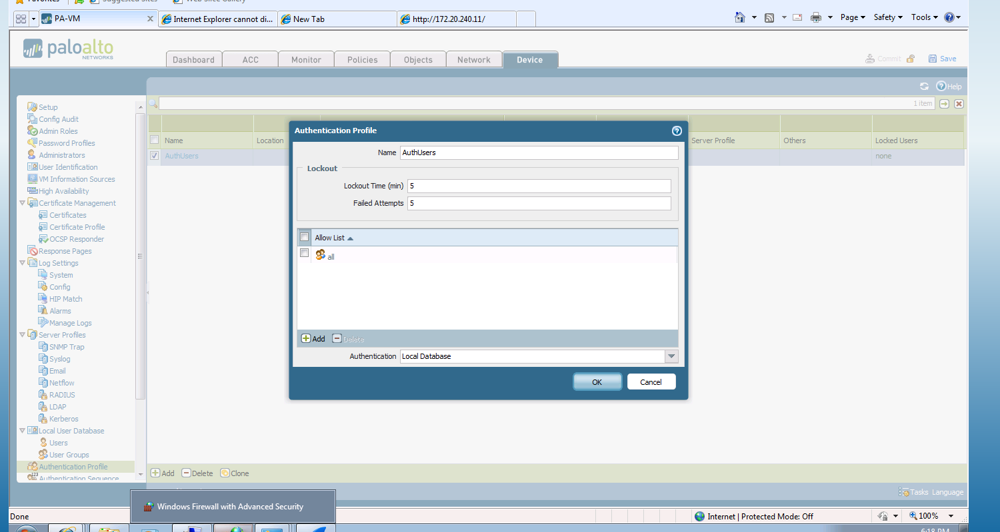 Favorites Suggested Sites Web Slice Gallery
PA-VM Internet Explorer cannot di... New Tab http://172.20.240.11/ Page Safety Tools
paloalto
NETWORKS
Dashboard ACC Monitor Policies Objects Network Device Commit Save
Help
1 item
Setup
Config Audit
Admin Roles
Password Profiles
Administrators
User Identification
VM Information Sources
High Availability
Certificate Management
Certificates
Certificate Profile
OCSP Responder
Response Pages
Log Settings
System
Config
HIP Match
Alarms
Manage Logs
Server Profiles
SNMP Trap
Syslog
Email
Netflow
RADIUS
LDAP
Kerberos
Local User Database
Users
User Groups
Authentication Profile
Authentication Sequence
Name Location Server Profile Others Locked Users
AuthUsers none
Authentication Profile
Name AuthUsers
Lockout
Lockout Time (min) 5
Failed Attempts 5
Allow List
all
Add Delete
Authentication Local Database
OK Cancel
Add Delete Clone
Tasks Language
Windows Firewall with Advanced Security
Done Internet | Protected Mode: Off 100%
6:18 PM